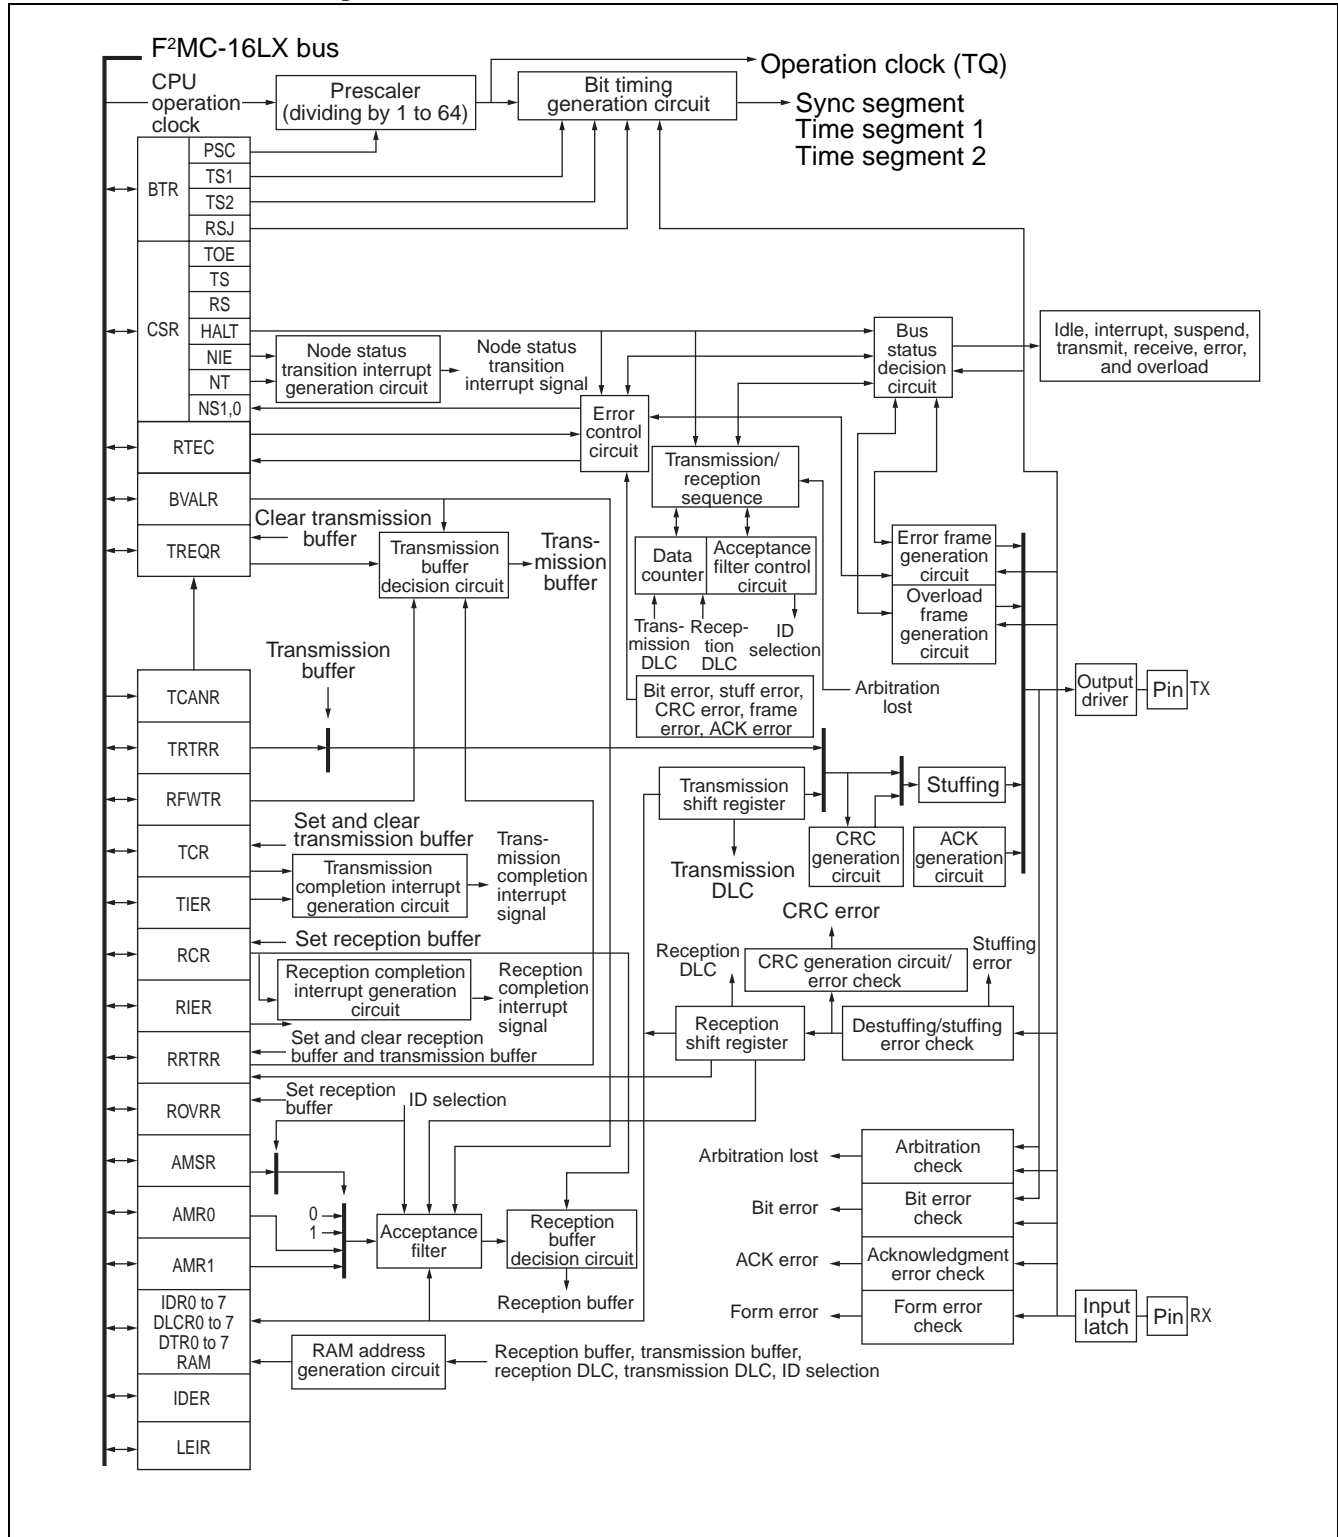 F²MC-16LX bus
CPU
operation
clock
Prescaler
(dividing by 1 to 64)
Bit timing
generation circuit
Operation clock (TQ)
Sync segment
Time segment 1
Time segment 2
BTR
PSC
TS1
TS2
RSJ
CSR
TOE
TS
RS
HALT
NIE
NT
NS1,0
Node status
transition interrupt
generation circuit
Node status
transition
interrupt signal
Bus
status
decision
circuit
Idle, interrupt, suspend,
transmit, receive, error,
and overload
Error
control
circuit
RTEC
Transmission/
reception
sequence
BVALR
TREQR
Clear transmission
buffer
Transmission
buffer
decision circuit
Trans-
mission
buffer
Data
counter
Acceptance
filter control
circuit
Error frame
generation
circuit
Overload
frame
generation
circuit
Trans-
mission
DLC
Recep-
tion
DLC
ID
selection
Transmission
buffer
Bit error, stuff error,
CRC error, frame
error, ACK error
Arbitration
lost
Output
driver
Pin
TX
TCANR
TRTRR
RFWTR
TCR
TIER
RCR
RIER
RRTRR
ROVRR
AMSR
AMR0
AMR1
IDR0 to 7
DLCR0 to 7
DTR0 to 7
RAM
IDER
LEIR
Transmission
shift register
Stuffing
CRC
generation
circuit
ACK
generation
circuit
Transmission
DLC
Set and clear
transmission buffer
Transmission
completion interrupt
generation circuit
Trans-
mission
completion
interrupt
signal
CRC error
Set reception buffer
Reception
DLC
CRC generation circuit/
error check
Stuffing
error
Reception completion
interrupt generation
circuit
Reception
completion
interrupt
signal
Reception
shift register
Destuffing/stuffing
error check
Set and clear reception
buffer and transmission buffer
Set reception
buffer
ID selection
Arbitration lost
Arbitration
check
0
1
Acceptance
filter
Reception
buffer
decision circuit
Reception buffer
Bit error
Bit error
check
ACK error
Acknowledgment
error check
Form error
Form error
check
Input
latch
Pin
RX
RAM address
generation circuit
Reception buffer, transmission buffer,
reception DLC, transmission DLC, ID selection